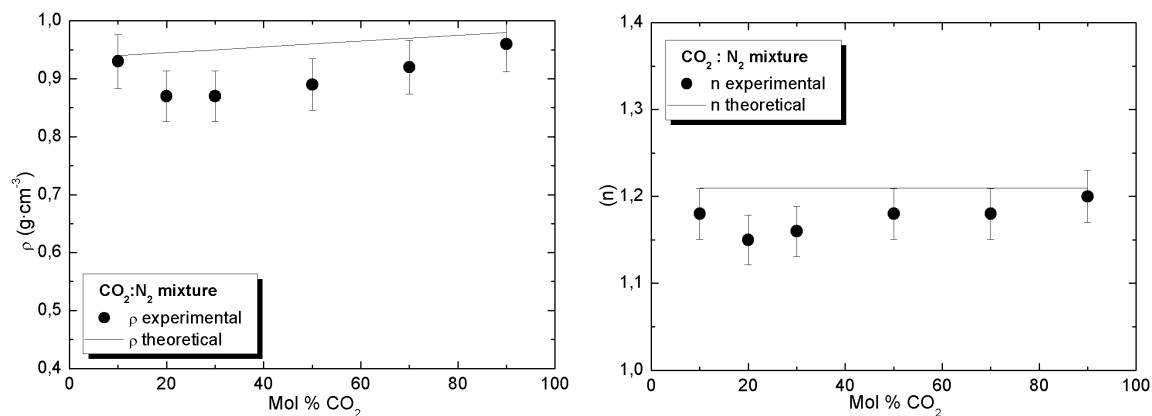 1,0
0,9
0,8
0,7
0,6
0,5
0,4
ρ (g·cm⁻³)
CO₂:N₂ mixture
ρ experimental
ρ theoretical
0 20 40 60 80 100
Mol % CO₂
1,4
1,3
1,2
1,1
1,0
(n)
CO₂ : N₂ mixture
n experimental
n theoretical
0 20 40 60 80 100
Mol % CO₂